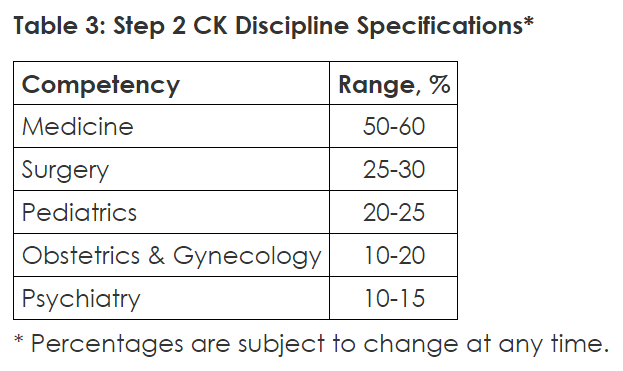 Table 3: Step 2 CK Discipline Specifications*
Competency Range, %
Medicine 50-60
Surgery 25-30
Pediatrics 20-25
Obstetrics & Gynecology 10-20
Psychiatry 10-15
* Percentages are subject to change at any time.